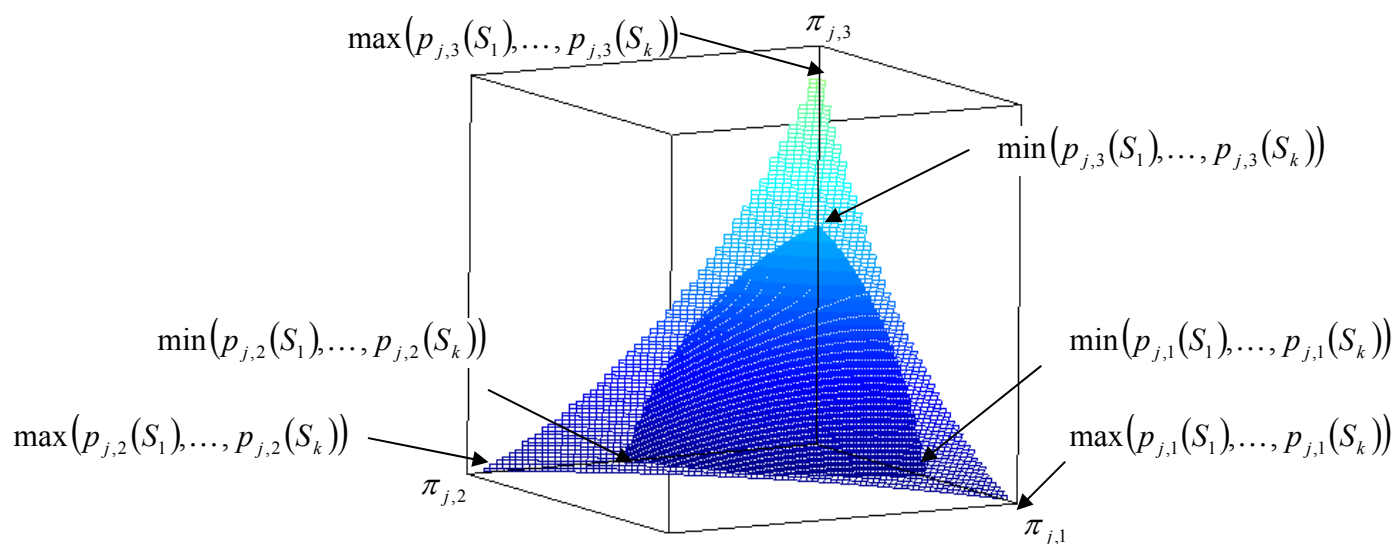 max(p_{j,3}(S_1),…, p_{j,3}(S_k))
π_{j,3}
min(p_{j,3}(S_1),…, p_{j,3}(S_k))
min(p_{j,2}(S_1),…, p_{j,2}(S_k))
min(p_{j,1}(S_1),…, p_{j,1}(S_k))
max(p_{j,2}(S_1),…, p_{j,2}(S_k))
max(p_{j,1}(S_1),…, p_{j,1}(S_k))
π_{j,2}
π_{j,1}